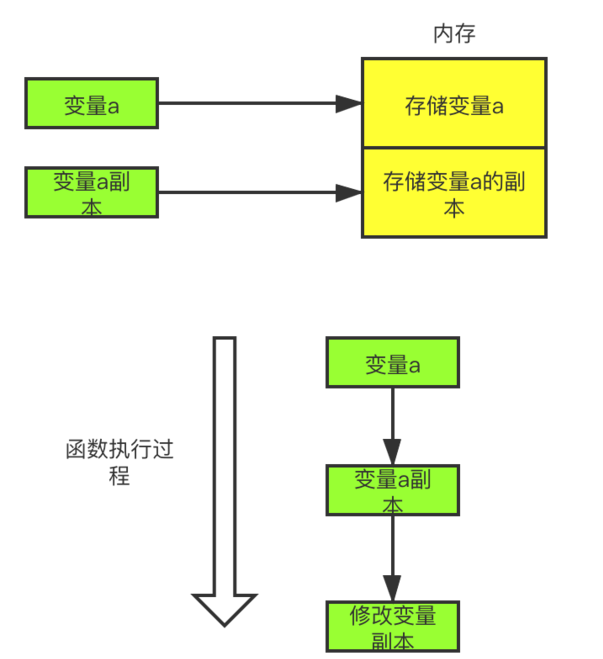 内存
变量a
存储变量a
变量a副
本
存储变量a的副
本
变量a
函数执行过
程
变量a副
本
修改变量
副本